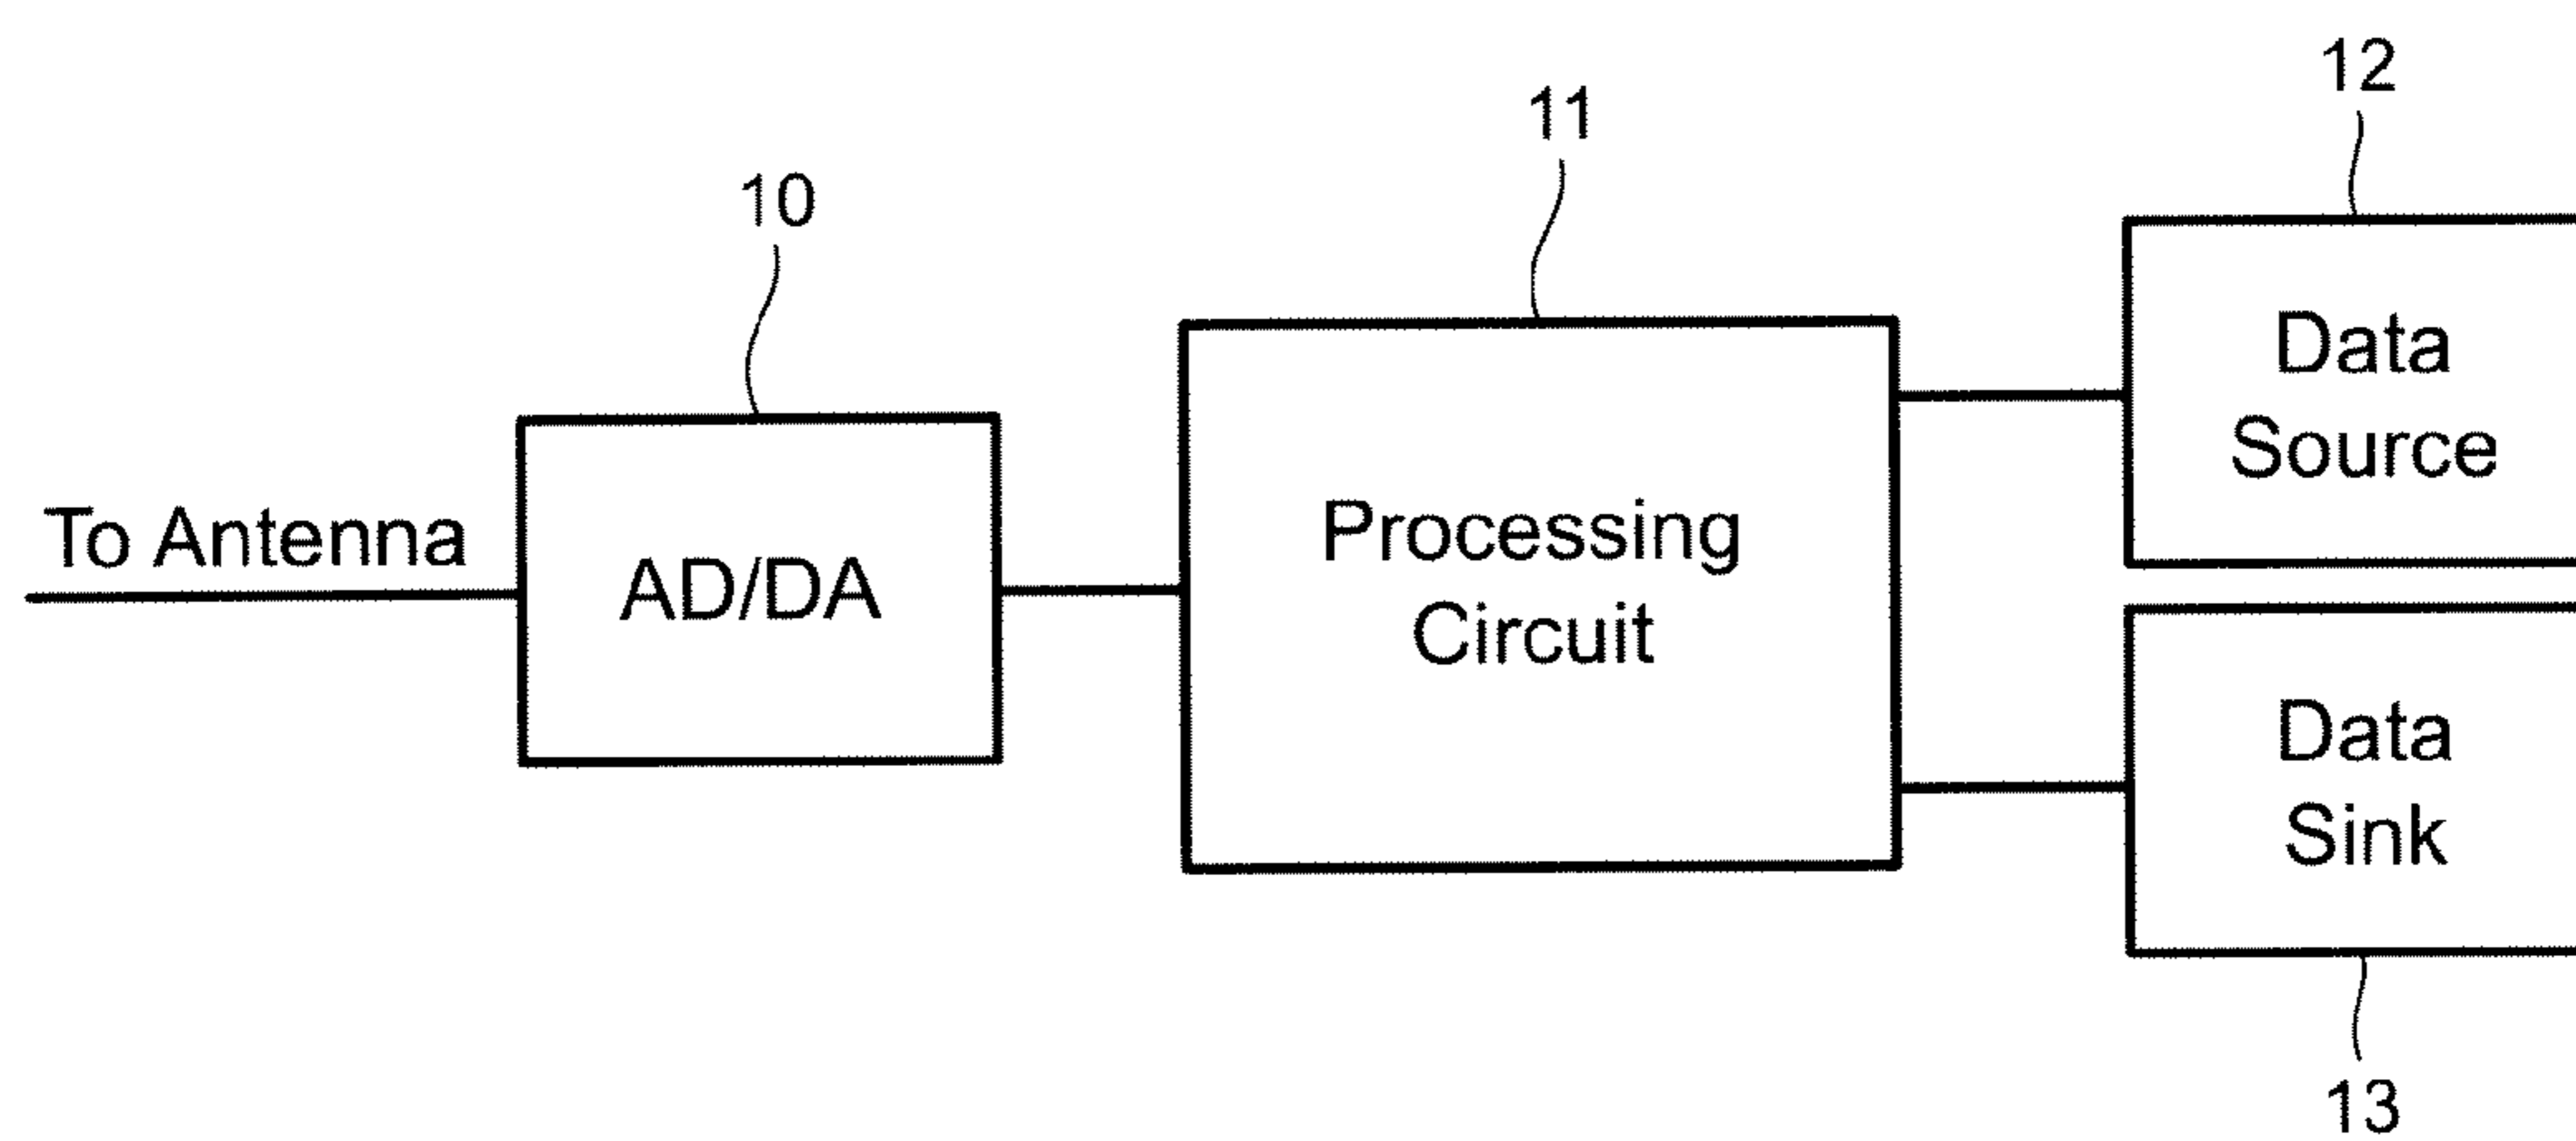 12
11
10
Data
Source
To Antenna
AD/DA
Processing
Circuit
Data
Sink
13